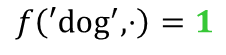 f('dog',·) = 1